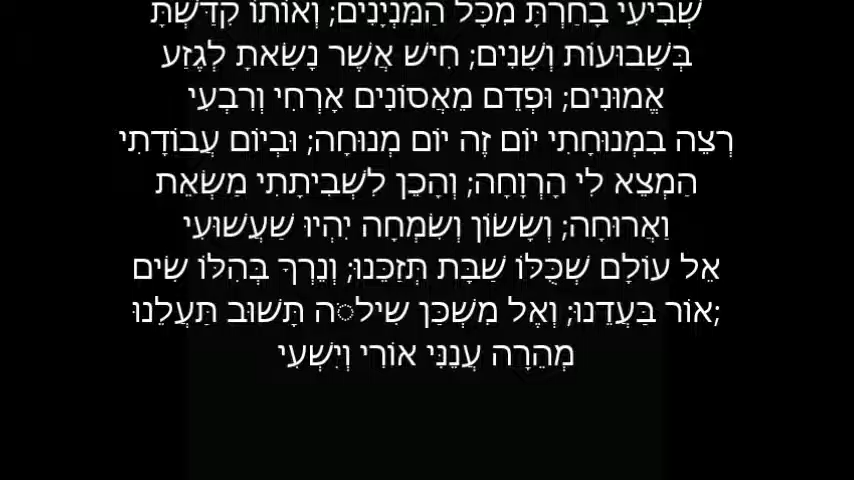 שְׁבִיעִי בָחַרְתָּ מִכָּל הַמִּנְיָנִים; וְאוֹתוֹ קִדַּשְׁתָּ
בְּשָׁבוּעוֹת וְשָׁנִים; חִישׁ אֲשֶׁר נָשָׂאתָ לְגֶזַע
אֱמוּנִים; וּפְדֵם מֵאֲסוֹנִים אָרְחִי וְרִבְעִי
רְצֵה בִמְנוּחָתִי יוֹם זֶה יוֹם מְנוּחָה; וּבְיוֹם עֲבוֹדָתִי
הַמְצֵא לִי הָרְוָחָה; וְהָכֵן לִשְׁבִיתָתִי מַשְׂאֵת
וַאֲרוּחָה; וְשָׂשׂוֹן וְשִׂמְחָה יִהְיוּ שַׁעֲשׁוּעִי
אֵל עוֹלָם שְׁכֻּלּוֹ שַׁבָּת תְּזַכֵּנוּ; וְנֵרְךָ בְּהִלּוֹ שִׂים
אוֹר בַּעֲדֵנוּ; וְאֶל מִשְׁכַּן שִׁילֹה תָּשׁוּב תַּעֲלֵנוּ;
מְהֵרָה עֲנֵנִי אוֹרִי וְיִשְׁעִי